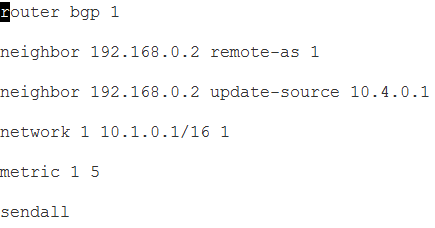 router bgp 1
neighbor 192.168.0.2 remote-as 1
neighbor 192.168.0.2 update-source 10.4.0.1
network 1 10.1.0.1/16 1
metric 1 5
sendall